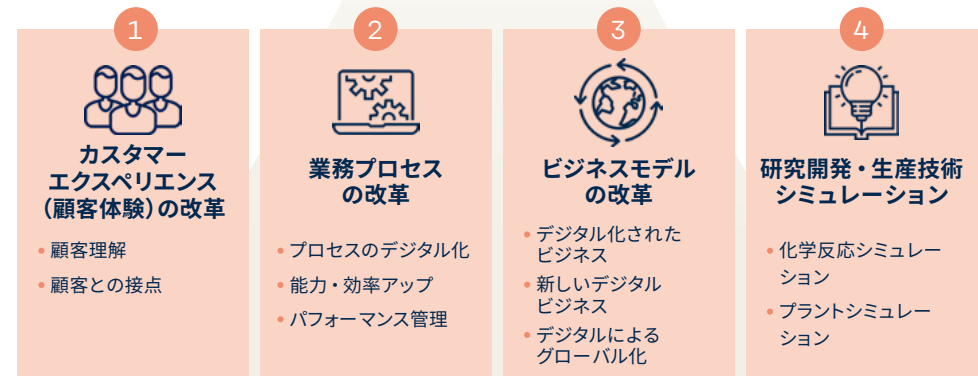 1
カスタマー
エクスペリエンス
（顧客体験）の改革
• 顧客理解
• 顧客との接点
2
業務プロセス
の改革
• プロセスのデジタル化
• 能力・効率アップ
• パフォーマンス管理
3
ビジネスモデル
の改革
• デジタル化された
ビジネス
• 新しいデジタル
ビジネス
• デジタルによる
グローバル化
4
研究開発・生産技術
シミュレーション
• 化学反応シミュレー
ション
• プラントシミュレー
ション